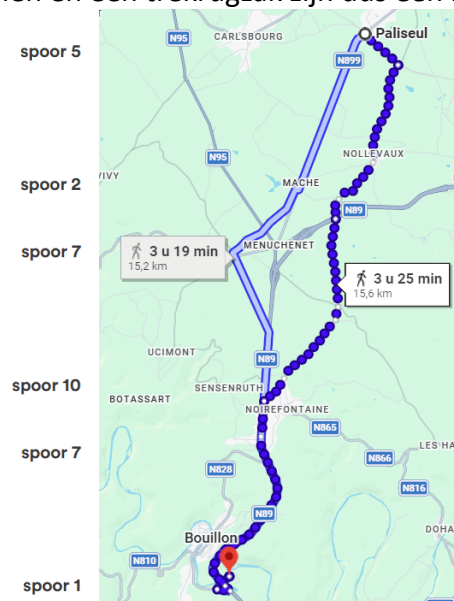 spoor 5
N95
CARLSBOURG
Paliseul
N899
NOLLEVAUX
N95
spoor 2
VIVY
MACHE
N89
spoor 7
3 u 19 min
15,2 km
MENUCHENET
3 u 25 min
15,6 km
UCIMONT
N89
spoor 10
BOTASSART
SENSENRUTH
NOIREFONTAINE
N865
spoor 7
N828
N866
LES HA
N816
N89
Bouillon
DOHA
N810
spoor 1